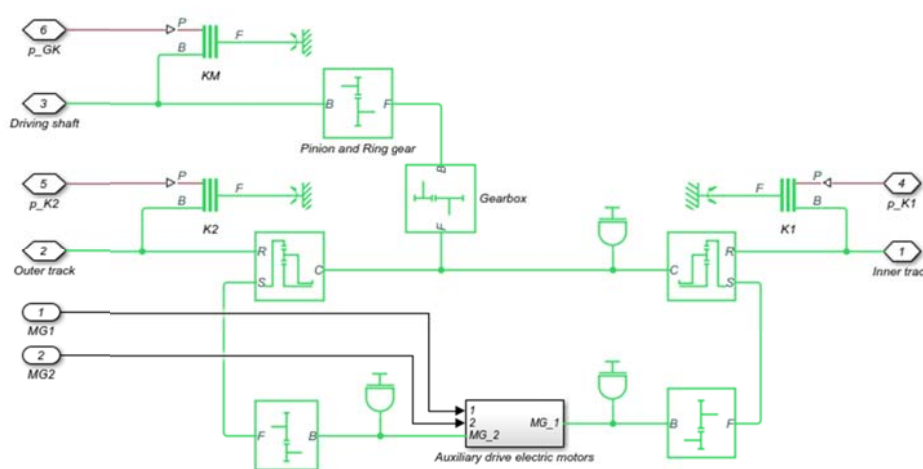 6
p_GK
P
B
F
KM
3
Driving shaft
B
F
Pinion and Ring gear
B
F
Gearbox
5
p_K2
P
B
F
K2
4
p_K1
P
B
F
K1
2
Outer track
R
S
C
C
R
S
1
Inner trac
1
MG1
2
MG2
1
2
MG_2
MG_1
Auxiliary drive electric motors
F
B
B
F